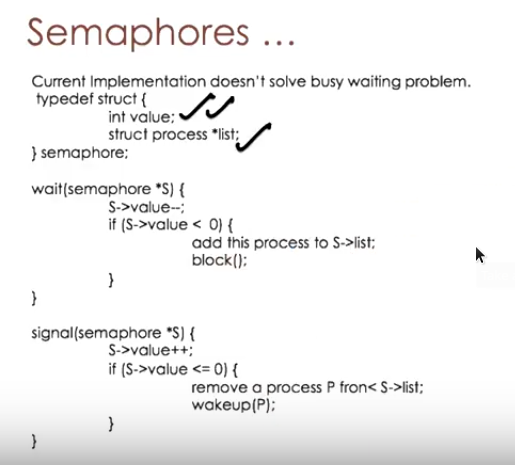 Semaphores ...
Current Implementation doesn't solve busy waiting problem.
typedef struct {
int value;
struct process *list;
} semaphore;
wait(semaphore *S) {
S->value--;
if (S->value < 0) {
add this process to S->list;
block();
}
}
signal(semaphore *S) {
S->value++;
if (S->value <= 0) {
remove a process P fron< S->list;
wakeup(P);
}
}